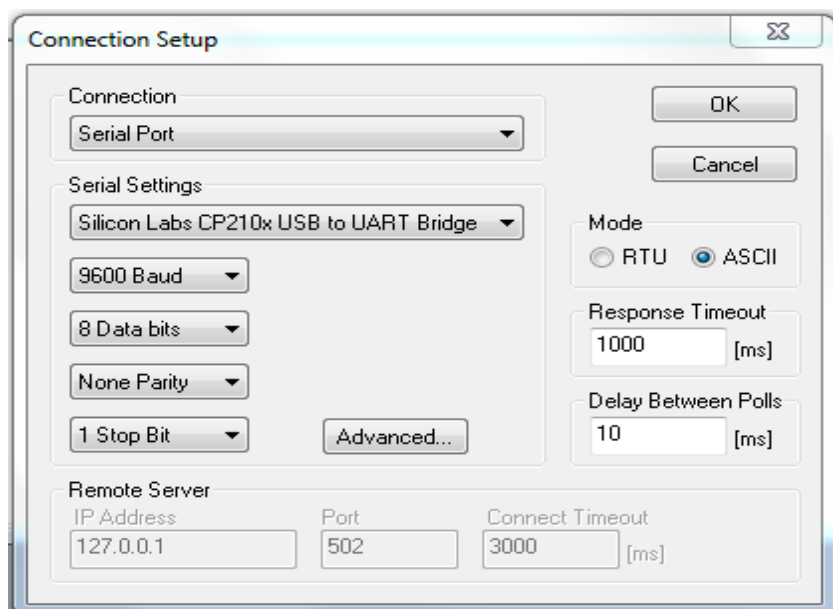 Connection Setup
Connection
OK
Serial Port
Cancel
Serial Settings
Silicon Labs CP210x USB to UART Bridge
Mode
RTU ASCII
9600 Baud
8 Data bits
Response Timeout
1000 [ms]
None Parity
Delay Between Polls
1 Stop Bit
Advanced...
10 [ms]
Remote Server
IP Address Port Connect Timeout
127.0.0.1 502 3000 [ms]